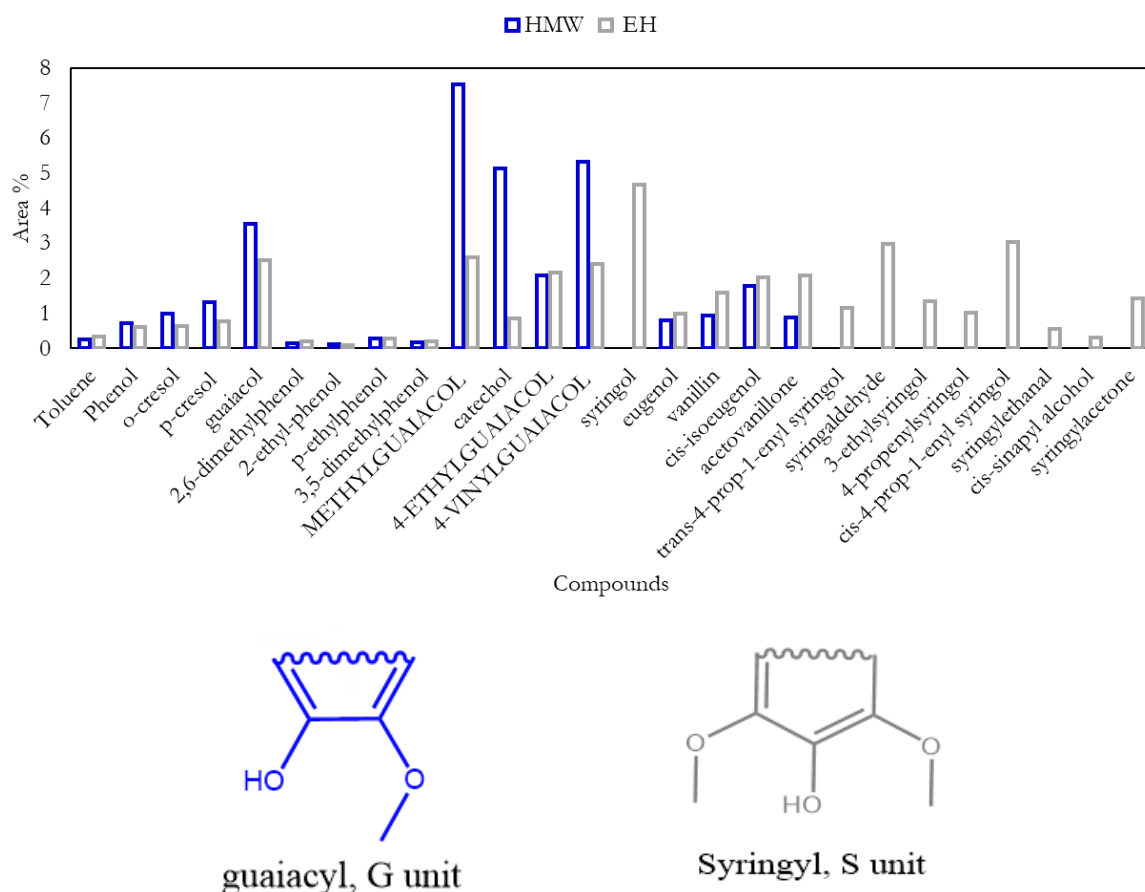 HMW EH
8
7
6
5
4
3
2
1
0
Area %
Toluene
Phenol
o-cresol
p-cresol
guaiacol
2,6-dimethylphenol
2-ethyl-phenol
p-ethylphenol
3,5-dimethylphenol
METHYLGUAIACOL
catechol
4-ETHYLGUAIACOL
4-VINYLGUAIACOL
syringol
eugenol
vanillin
cis-isoeugenol
acetovanillone
trans-4-prop-1-enyl syringol
syringaldehyde
3-ethylsyringol
4-propenylsyringol
cis-4-prop-1-enyl syringol
syringylethanal
cis-sinapyl alcohol
syringylacetone
Compounds
HO O
O HO O
guaiacyl, G unit
Syringyl, S unit